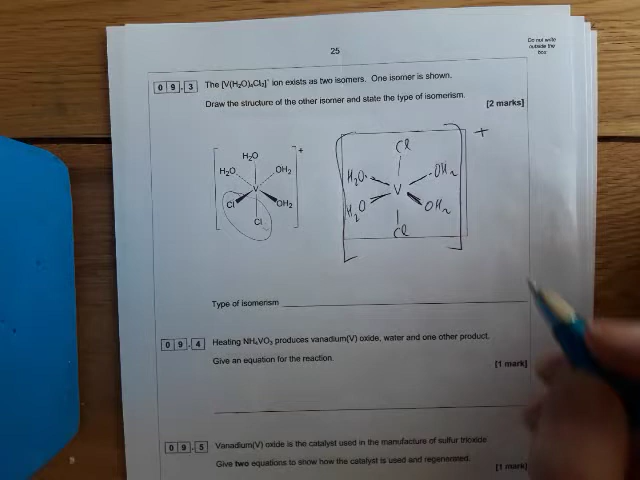 25
Do not write
outside the
box
0 9 . 3 The [V(H₂O)₄Cl₂]⁺ ion exists as two isomers. One isomer is shown.
Draw the structure of the other isomer and state the type of isomerism.
[2 marks]
+
H₂O
H₂O OH₂
V
Cl OH₂
Cl
+
Cl
H₂O OH₂
V
H₂O OH₂
Cl
Type of isomerism
0 9 . 4 Heating NH₄VO₃ produces vanadium(V) oxide, water and one other product.
Give an equation for the reaction.
[1 mark]
0 9 . 5 Vanadium(V) oxide is the catalyst used in the manufacture of sulfur trioxide
Give two equations to show how the catalyst is used and regenerated.
[1 mark]